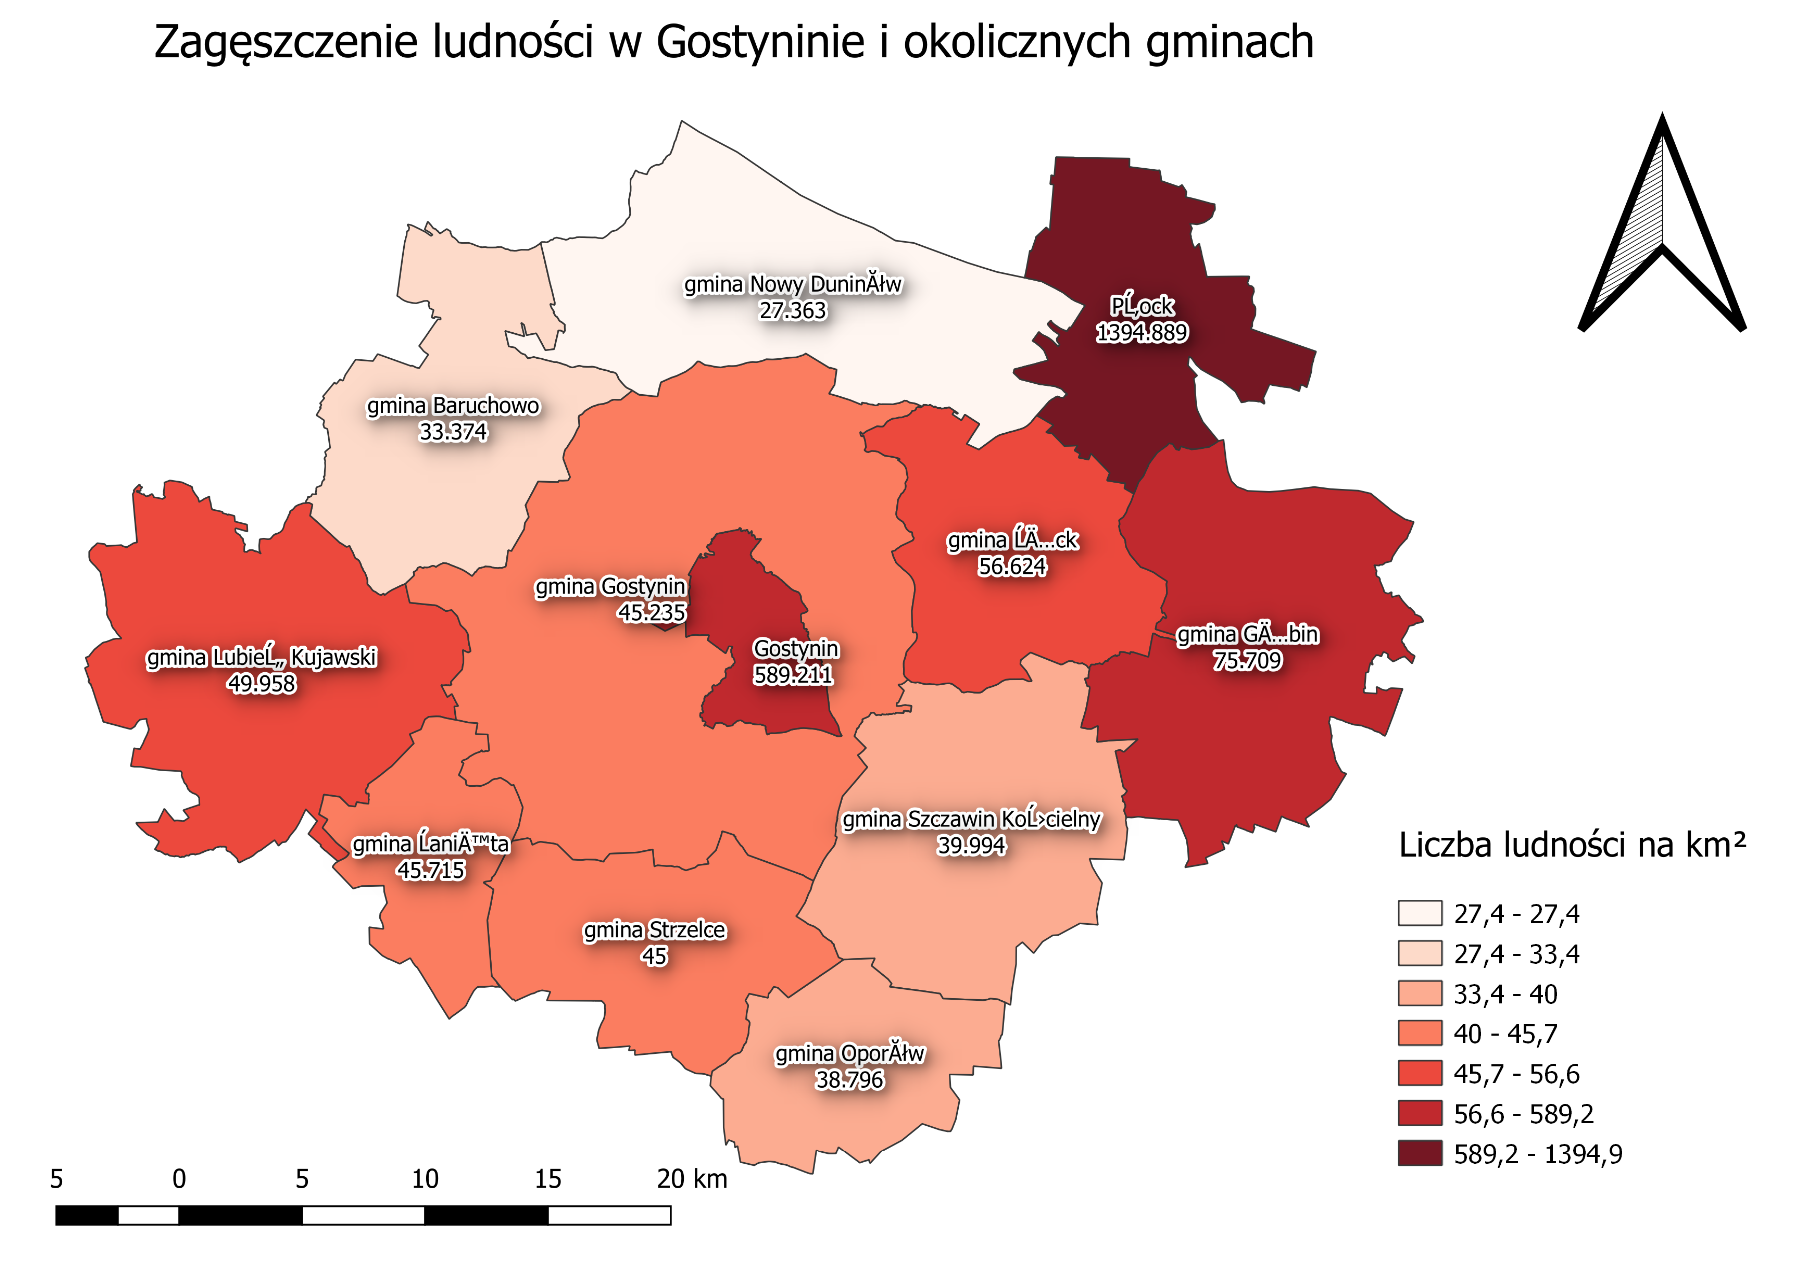 Zagęszczenie ludności w Gostyninie i okolicznych gminach
gmina Nowy DuninĂłw
27.363
PĹ‚ock
1394.889
gmina Baruchowo
33.374
gmina ĹÄ…ck
56.624
gmina Gostynin
45.235
gmina GÄ…bin
75.709
Gostynin
589.211
gmina LubieĹ„ Kujawski
49.958
gmina Szczawin KoĹ›cielny
39.994
gmina ĹaniÄ™ta
45.715
gmina Strzelce
45
gmina OporĂłw
38.796
Liczba ludności na km²
27,4 - 27,4
27,4 - 33,4
33,4 - 40
40 - 45,7
45,7 - 56,6
56,6 - 589,2
589,2 - 1394,9
5 0 5 10 15 20 km